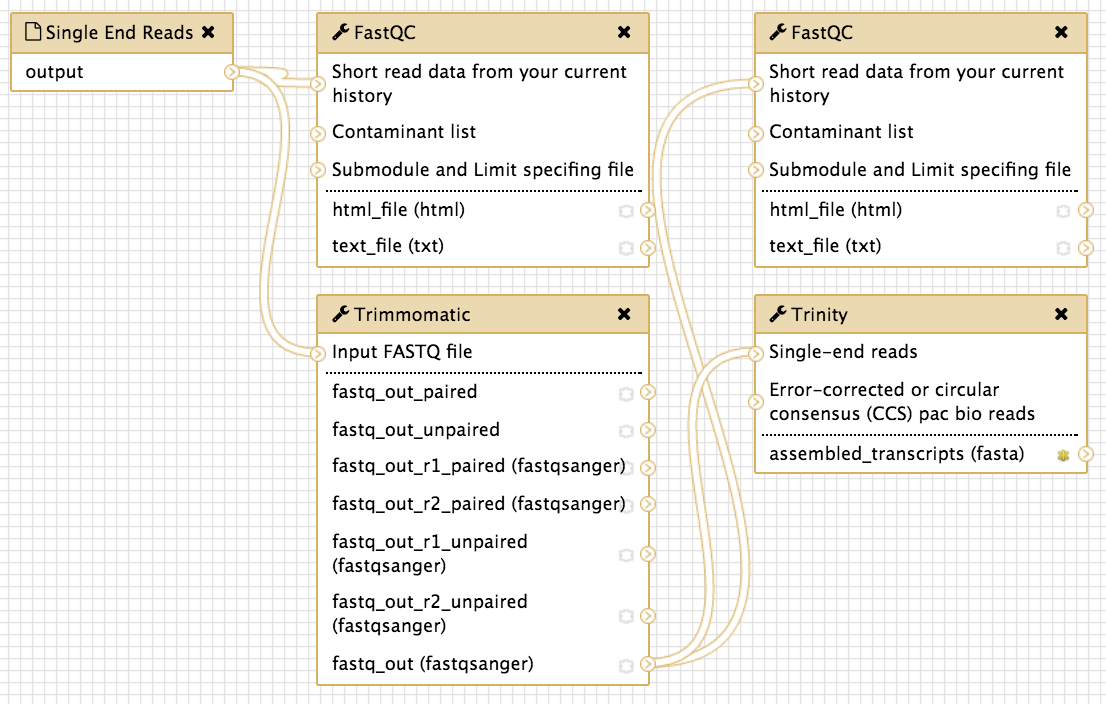 Single End Reads
output
FastQC
Short read data from your current
history
Contaminant list
Submodule and Limit specifing file
html_file (html)
text_file (txt)
FastQC
Short read data from your current
history
Contaminant list
Submodule and Limit specifing file
html_file (html)
text_file (txt)
Trimmomatic
Input FASTQ file
fastq_out_paired
fastq_out_unpaired
fastq_out_r1_paired (fastqsanger)
fastq_out_r2_paired (fastqsanger)
fastq_out_r1_unpaired
(fastqsanger)
fastq_out_r2_unpaired
(fastqsanger)
fastq_out (fastqsanger)
Trinity
Single-end reads
Error-corrected or circular
consensus (CCS) pac bio reads
assembled_transcripts (fasta)